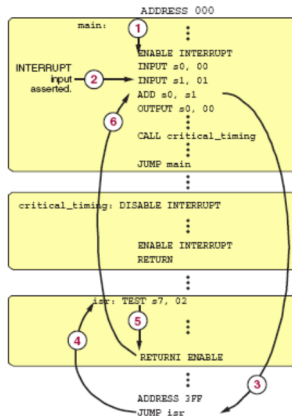 ADDRESS 000
main:
1
ENABLE INTERRUPT
INPUT s0, 00
INTERRUPT
input
asserted.
2
INPUT s1, 01
ADD s0, s1
OUTPUT s0, 00
6
CALL critical_timing
JUMP main
critical_timing: DISABLE INTERRUPT
ENABLE INTERRUPT
RETURN
isr: TEST s7, 02
5
4
RETURNI ENABLE
3
ADDRESS 3FF
JUMP isr